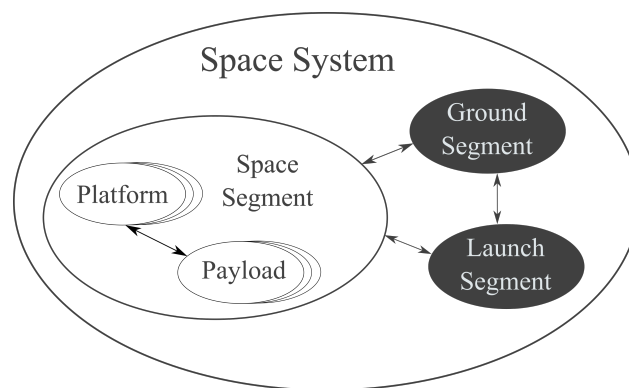 Space System
Ground
Segment
Space
Segment
Platform
Payload
Launch
Segment